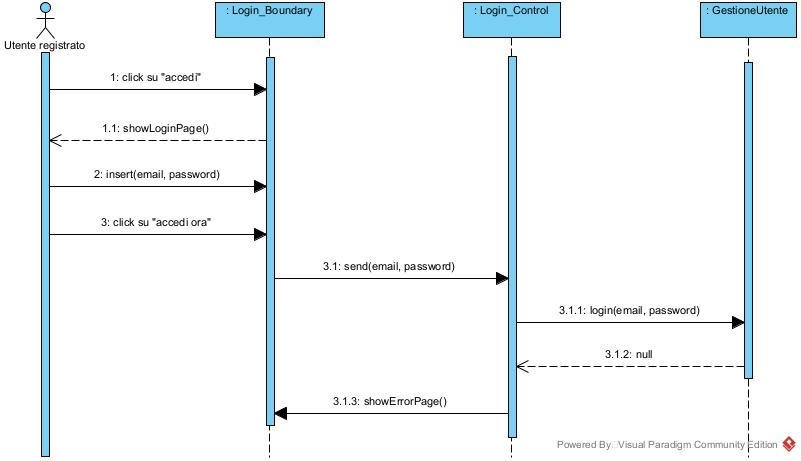 : Login_Boundary
: Login_Control
: GestioneUtente
Utente registrato
1: click su "accedi"
1.1: showLoginPage()
2: insert(email, password)
3: click su "accedi ora"
3.1: send(email, password)
3.1.1: login(email, password)
3.1.2: null
3.1.3: showErrorPage()
Powered By Visual Paradigm Community Edition